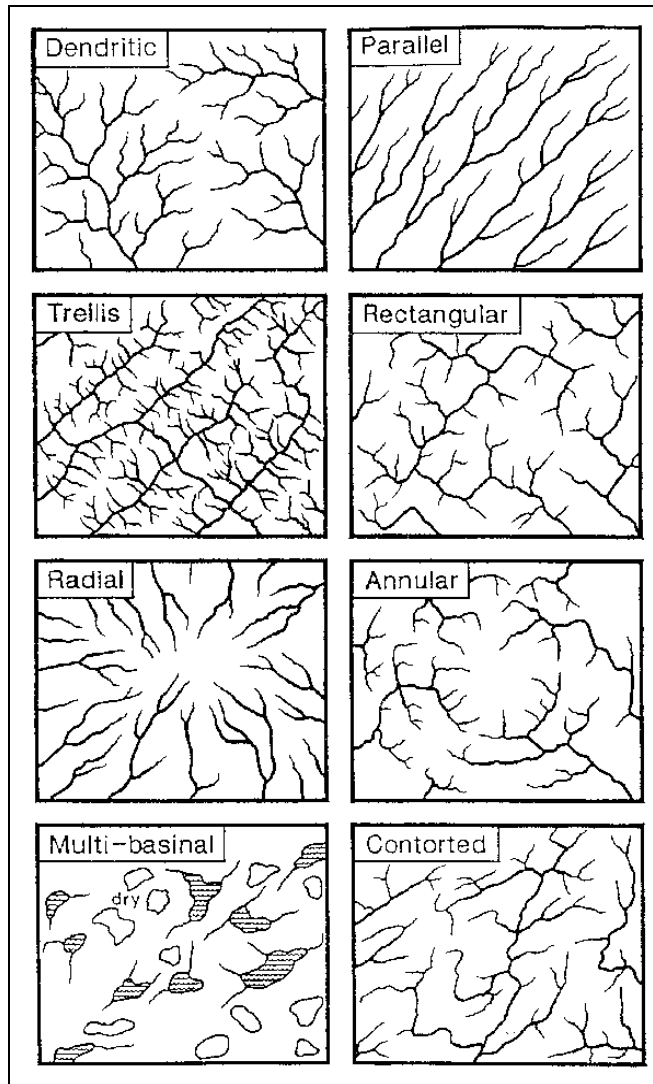 Dendritic
Parallel
Trellis
Rectangular
Radial
Annular
Multi-basinal
dry
Contorted